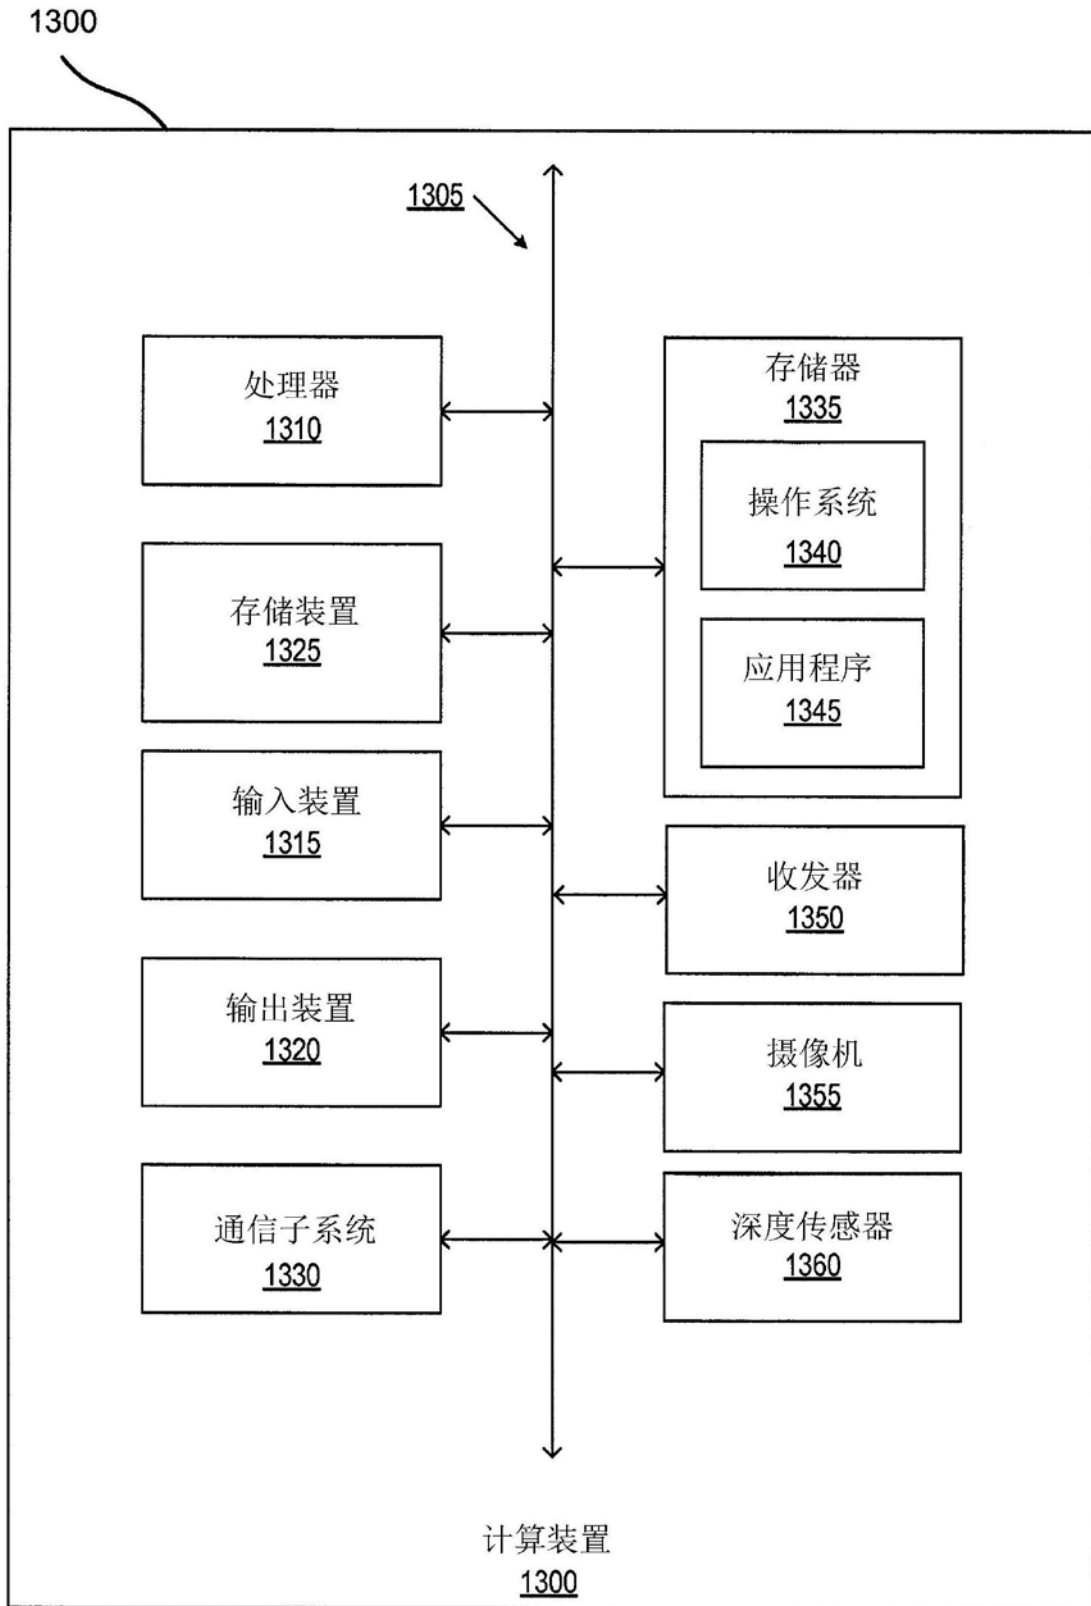 1300
1305
处理器
1310
存储装置
1325
输入装置
1315
输出装置
1320
通信子系统
1330
存储器
1335
操作系统
1340
应用程序
1345
收发器
1350
摄像机
1355
深度传感器
1360
计算装置
1300